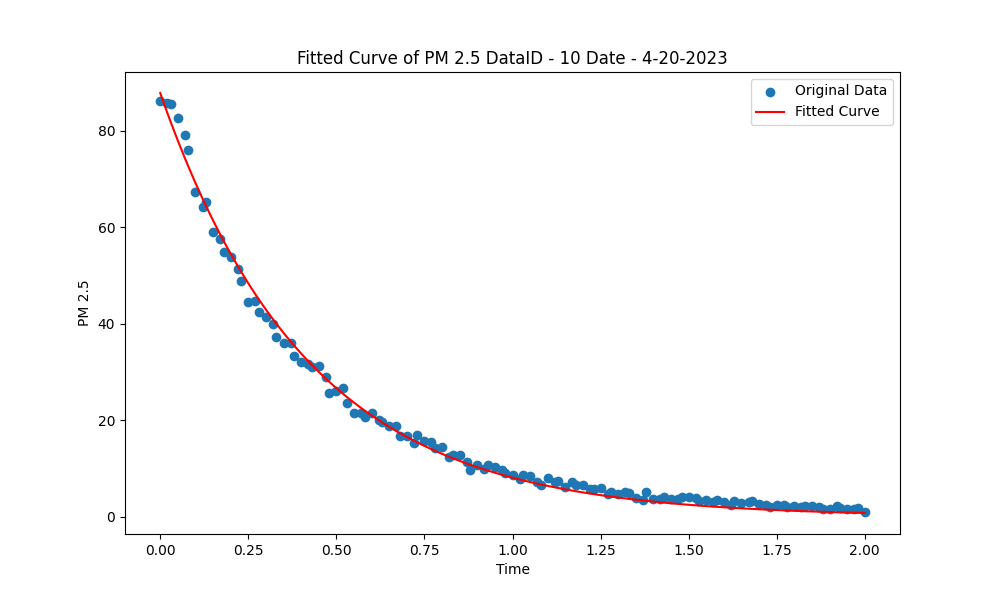 Fitted Curve of PM 2.5 DataID - 10 Date - 4-20-2023
Original Data
Fitted Curve
80
60
40
20
0
PM 2.5
0.00 0.25 0.50 0.75 1.00 1.25 1.50 1.75 2.00
Time